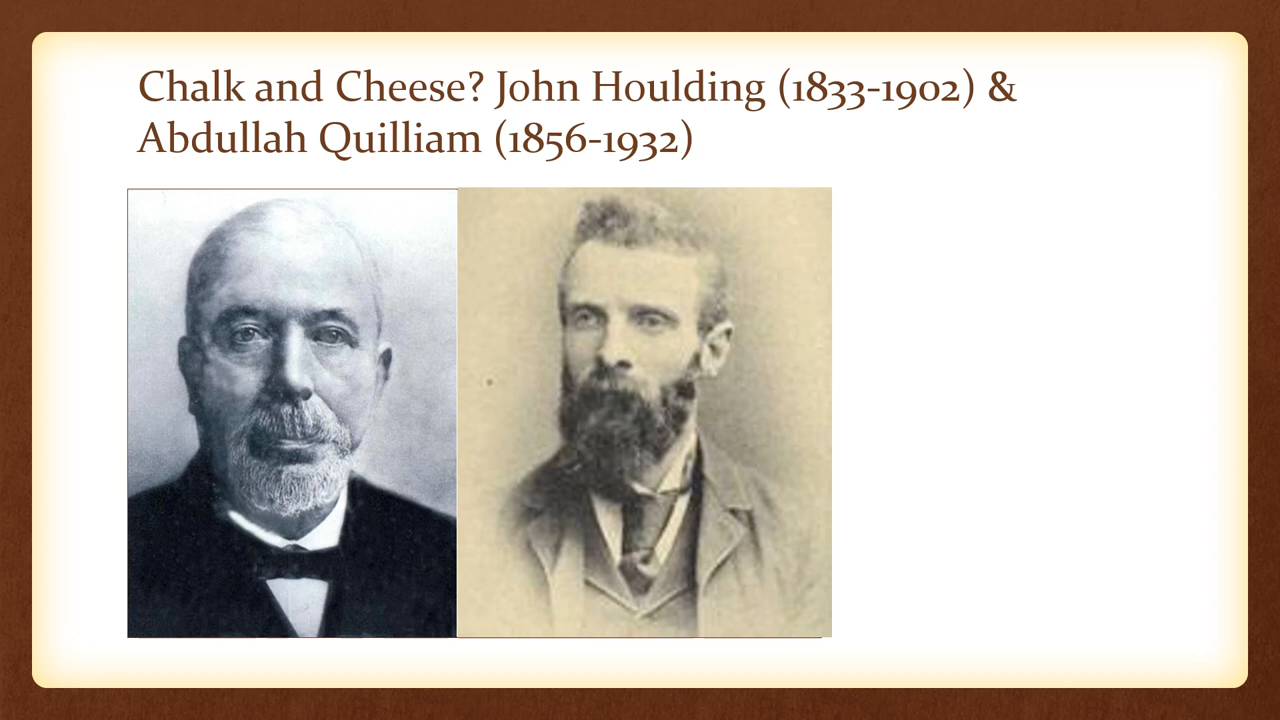 Chalk and Cheese? John Houlding (1833-1902) &
Abdullah Quilliam (1856-1932)